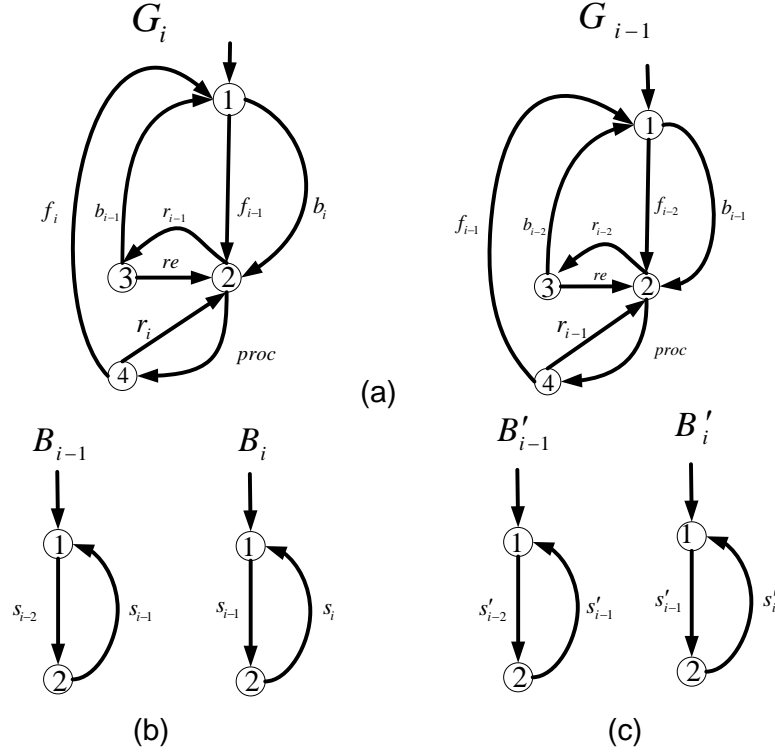 G_i G_{i-1}
1 1
f_i b_{i-1} r_{i-1} f_{i-1} b_i f_{i-1} b_{i-2} r_{i-2} f_{i-2} b_{i-1}
3 re 2 3 re 2
r_i proc r_{i-1} proc
4 4
(a)
B_{i-1} B_i B'_{i-1} B_i'
1 1 1 1
s_{i-2} s_{i-1} s_{i-1} s_i s'_{i-2} s'_{i-1} s'_{i-1} s_i'
2 2 2 2
(b) (c)